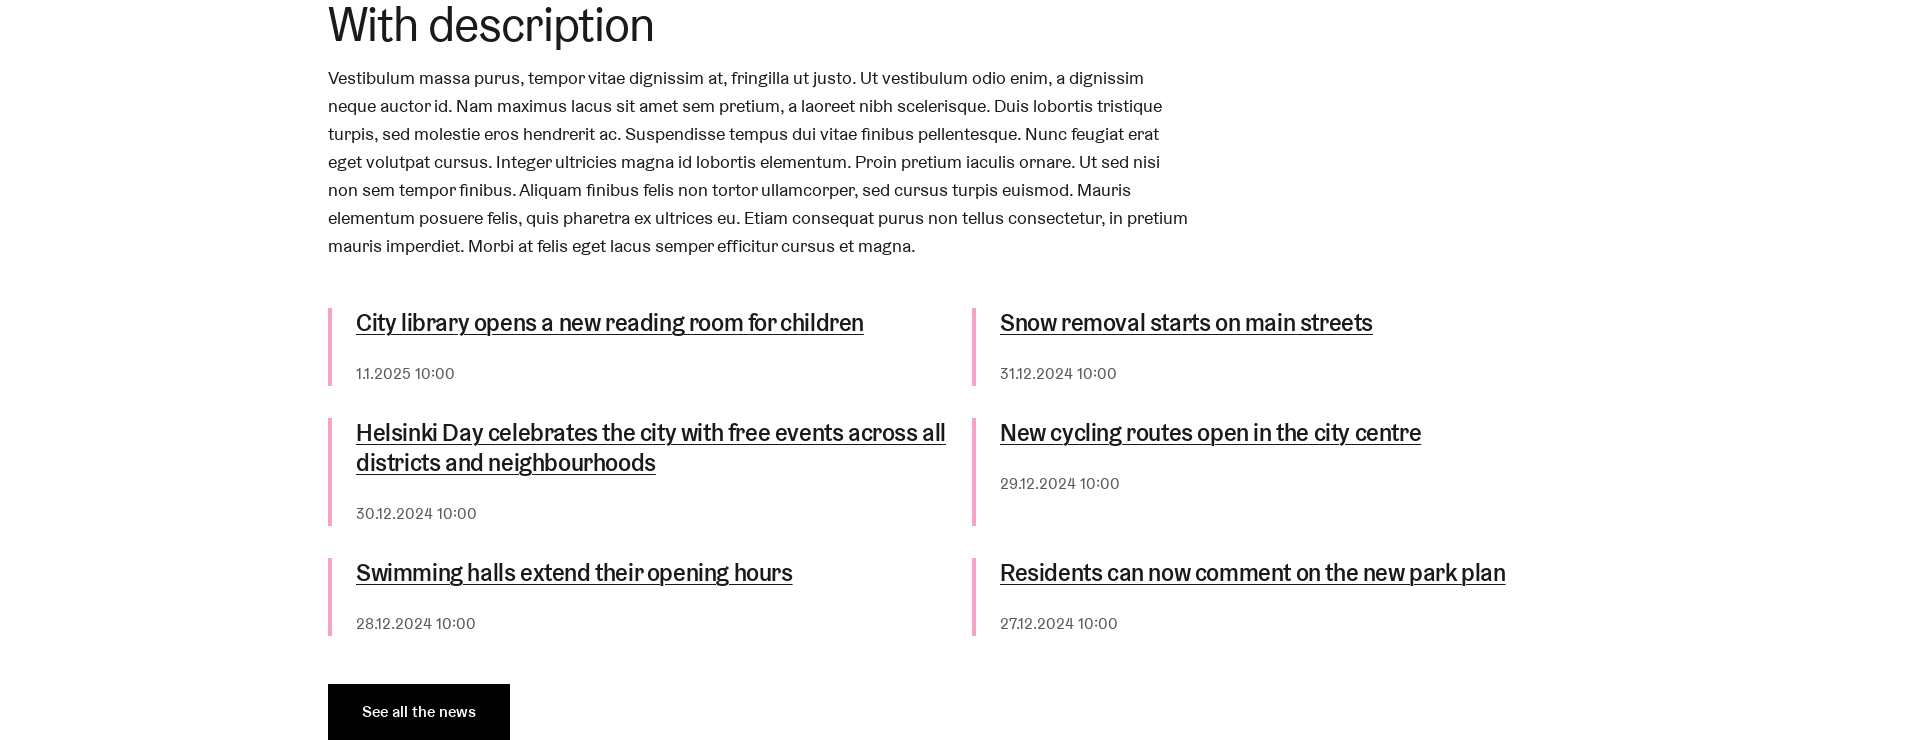 With description
Vestibulum massa purus, tempor vitae dignissim at, fringilla ut justo. Ut vestibulum odio enim, a dignissim
neque auctor id. Nam maximus lacus sit amet sem pretium, a laoreet nibh scelerisque. Duis lobortis tristique
turpis, sed molestie eros hendrerit ac. Suspendisse tempus dui vitae finibus pellentesque. Nunc feugiat erat
eget volutpat cursus. Integer ultricies magna id lobortis elementum. Proin pretium iaculis ornare. Ut sed nisi
non sem tempor finibus. Aliquam finibus felis non tortor ullamcorper, sed cursus turpis euismod. Mauris
elementum posuere felis, quis pharetra ex ultrices eu. Etiam consequat purus non tellus consectetur, in pretium
mauris imperdiet. Morbi at felis eget lacus semper efficitur cursus et magna.
City library opens a new reading room for children
1.1.2025 10:00
Snow removal starts on main streets
31.12.2024 10:00
Helsinki Day celebrates the city with free events across all
districts and neighbourhoods
30.12.2024 10:00
New cycling routes open in the city centre
29.12.2024 10:00
Swimming halls extend their opening hours
28.12.2024 10:00
Residents can now comment on the new park plan
27.12.2024 10:00
See all the news